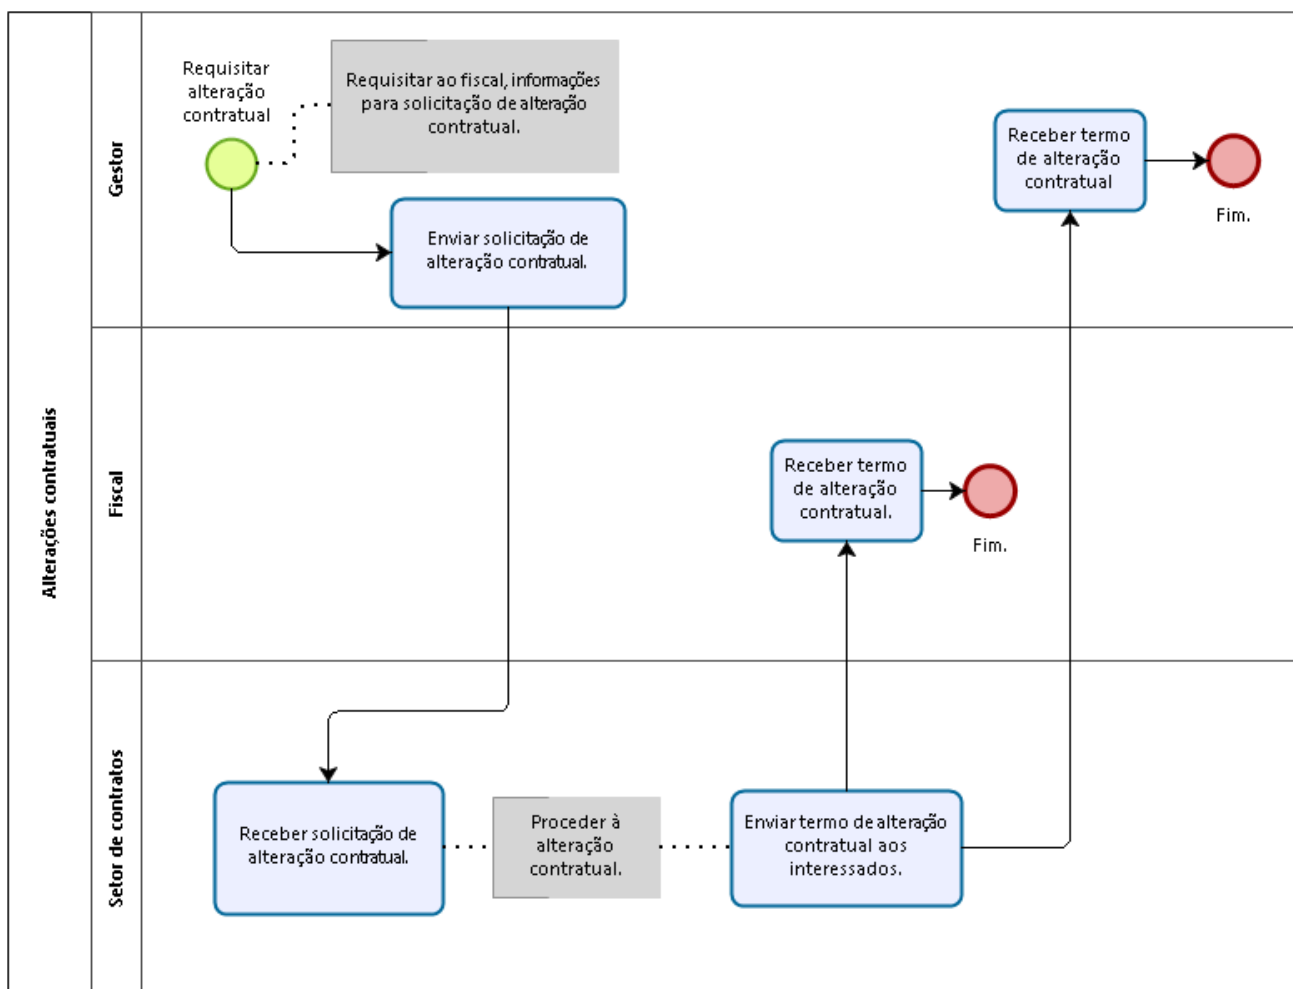 Alterações contratuais
Gestor
Requisitar
alteração
contratual
Requisitar ao fiscal, informações
para solicitação de alteração
contratual.
Enviar solicitação de
alteração contratual.
Receber termo
de alteração
contratual
Fim.
Fiscal
Receber termo
de alteração
contratual.
Fim.
Setor de contratos
Receber solicitação de
alteração contratual.
Proceder à
alteração
contratual.
Enviar termo de alteração
contratual aos
interessados.